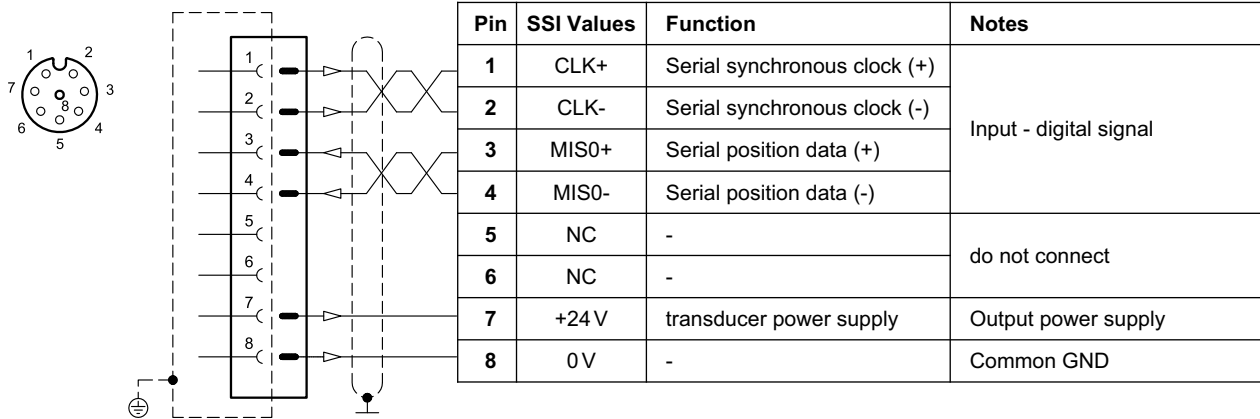 1 2
7 3
8
6 4
5
1
2
3
4
5
6
7
8
Pin SSI Values Function Notes
1 CLK+ Serial synchronous clock (+)
2 CLK- Serial synchronous clock (-)
Input - digital signal
3 MIS0+ Serial position data (+)
4 MIS0- Serial position data (-)
5 NC -
do not connect
6 NC -
7 +24 V transducer power supply Output power supply
8 0 V - Common GND